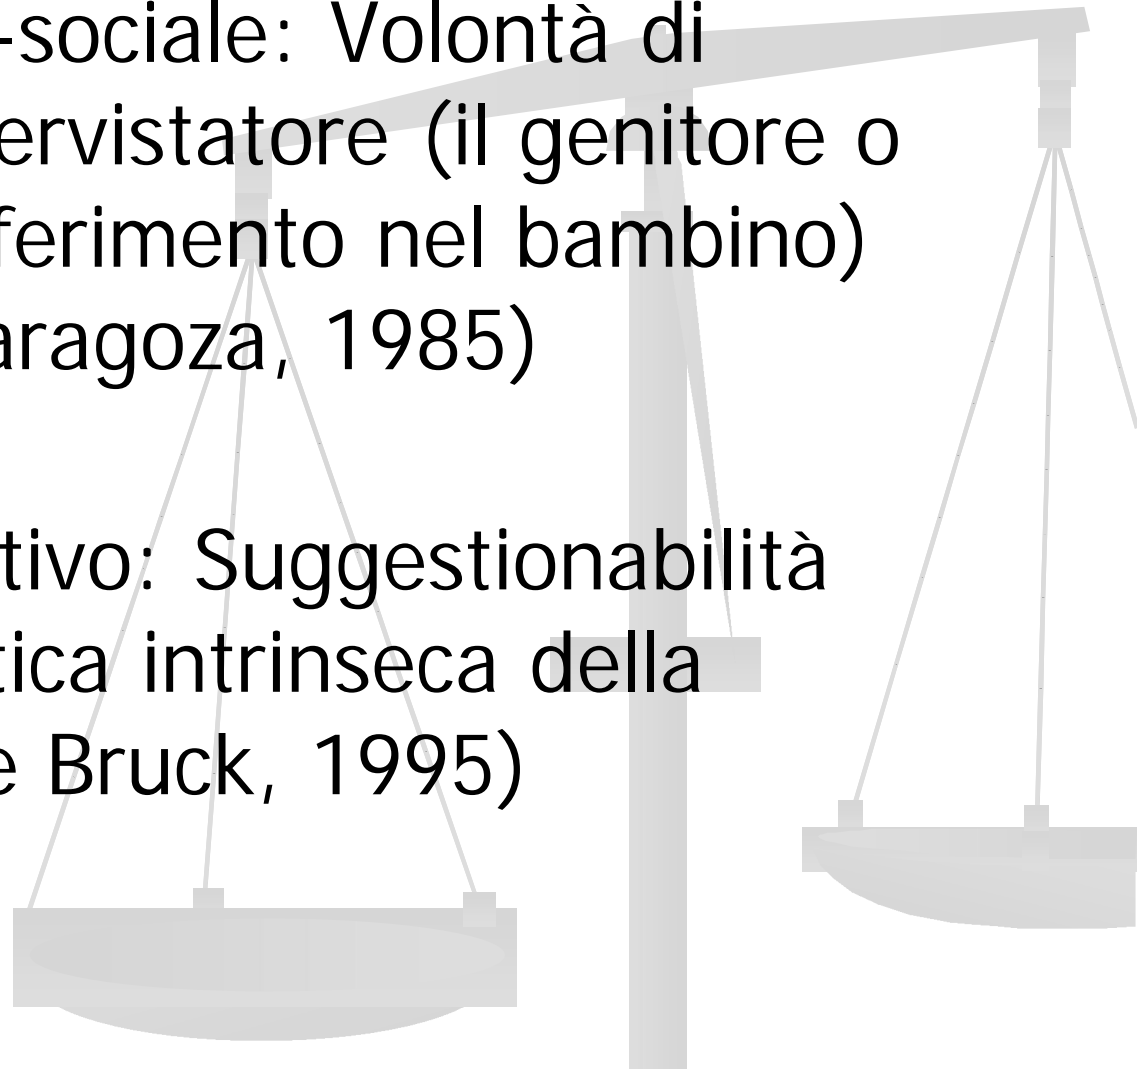 -sociale: Volontà di
ervistatore (il genitore o
ferimento nel bambino)
aragoza, 1985)
tivo: Suggestionabilità
tica intrinseca della
e Bruck, 1995)